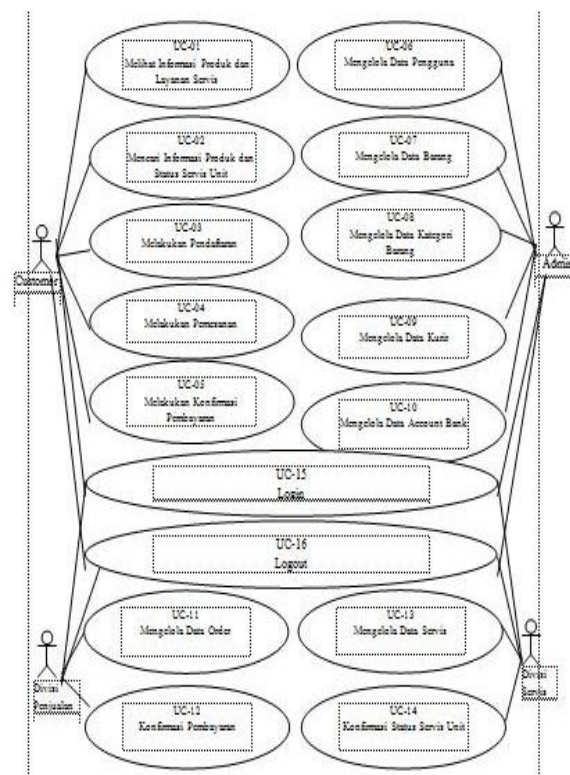 UC-01
Melihat Informasi Produk dan
Layanan Servis
UC-06
Mengelola Data Pengguna
UC-02
Mencari Informasi Produk dan
Status Servis Unit
UC-07
Mengelola Data Barang
UC-03
Melakukan Pendaftaran
UC-08
Mengelola Data Kategori
Barang
Customer
Admin
UC-04
Melakukan Pemesanan
UC-09
Mengelola Data Kurir
UC-05
Melakukan Konfirmasi
Pembayaran
UC-10
Mengelola Data Account Bank
UC-15
Login
UC-16
Logout
UC-11
Mengelola Data Order
UC-13
Mengelola Data Servis
Divisi
Penjualan
Divisi
Servis
UC-12
Konfirmasi Pembayaran
UC-14
Konfirmasi Status Servis Unit